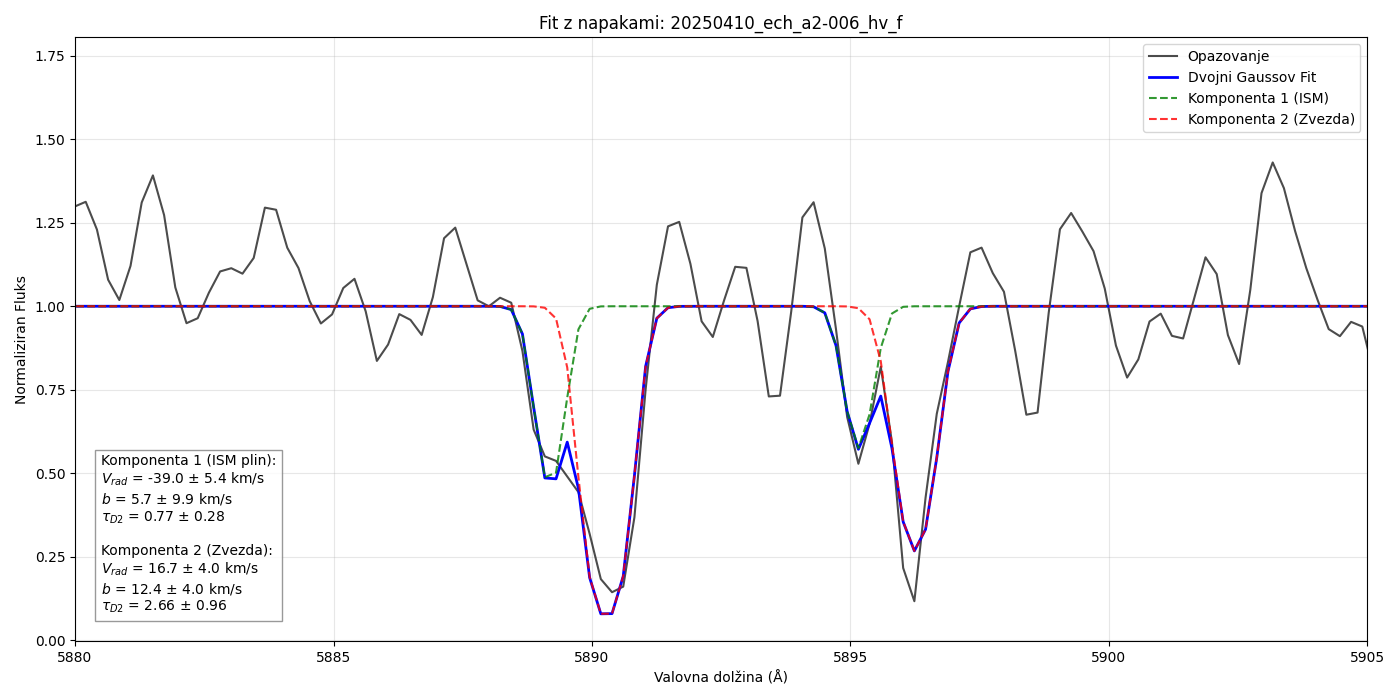 Fit z napakami: 20250410_ech_a2-006_hv_f
Opazovanje
Dvojni Gaussov Fit
Komponenta 1 (ISM)
Komponenta 2 (Zvezda)
Normaliziran Fluks
1.75
1.50
1.25
1.00
0.75
0.50
0.25
0.00
Komponenta 1 (ISM plin):
V_rad = -39.0 ± 5.4 km/s
b = 5.7 ± 9.9 km/s
τ_D2 = 0.77 ± 0.28
Komponenta 2 (Zvezda):
V_rad = 16.7 ± 4.0 km/s
b = 12.4 ± 4.0 km/s
τ_D2 = 2.66 ± 0.96
5880 5885 5890 5895 5900 5905
Valovna dolžina (Å)